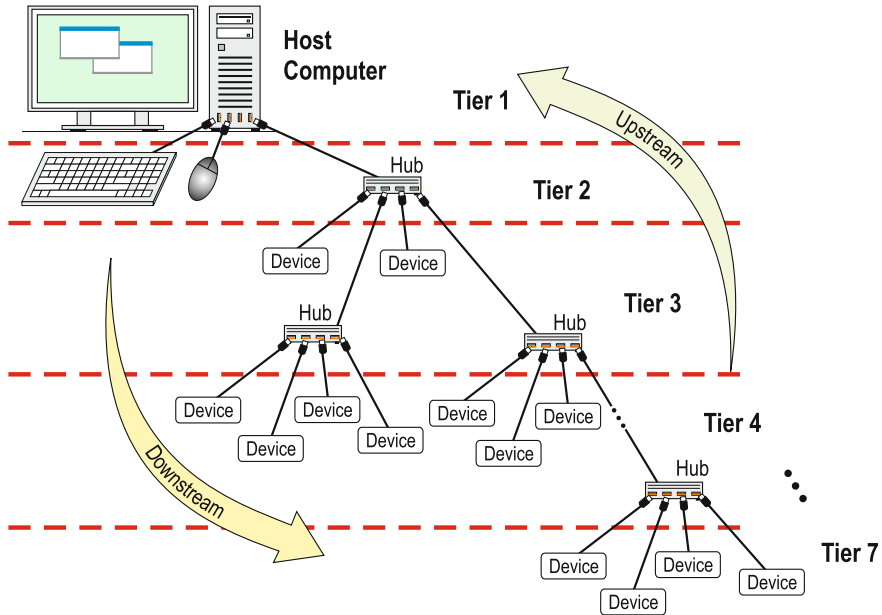 Host
Computer
Tier 1
Upstream
Hub
Tier 2
Device
Device
Tier 3
Hub
Hub
Device
Device
Device
Device
Device
Device
Device
Tier 4
Downstream
Hub
Tier 7
Device
Device
Device
Device